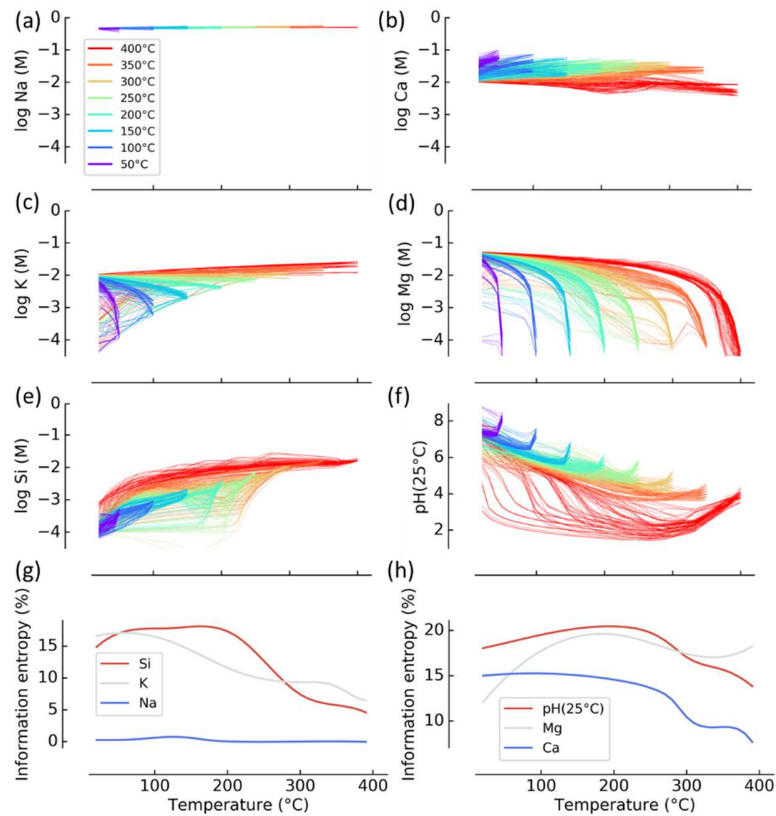 (a)
0
−1
−2
−3
−4
log Na (M)
400°C
350°C
300°C
250°C
200°C
150°C
100°C
50°C
(b)
0
−1
−2
−3
−4
log Ca (M)
(c)
0
−1
−2
−3
−4
log K (M)
(d)
0
−1
−2
−3
−4
log Mg (M)
(e)
0
−1
−2
−3
−4
log Si (M)
(f)
8
6
4
2
pH(25°C)
(g)
15
10
5
0
Information entropy (%)
Si
K
Na
100 200 300 400
Temperature (°C)
(h)
20
15
10
Information entropy (%)
pH(25°C)
Mg
Ca
100 200 300 400
Temperature (°C)